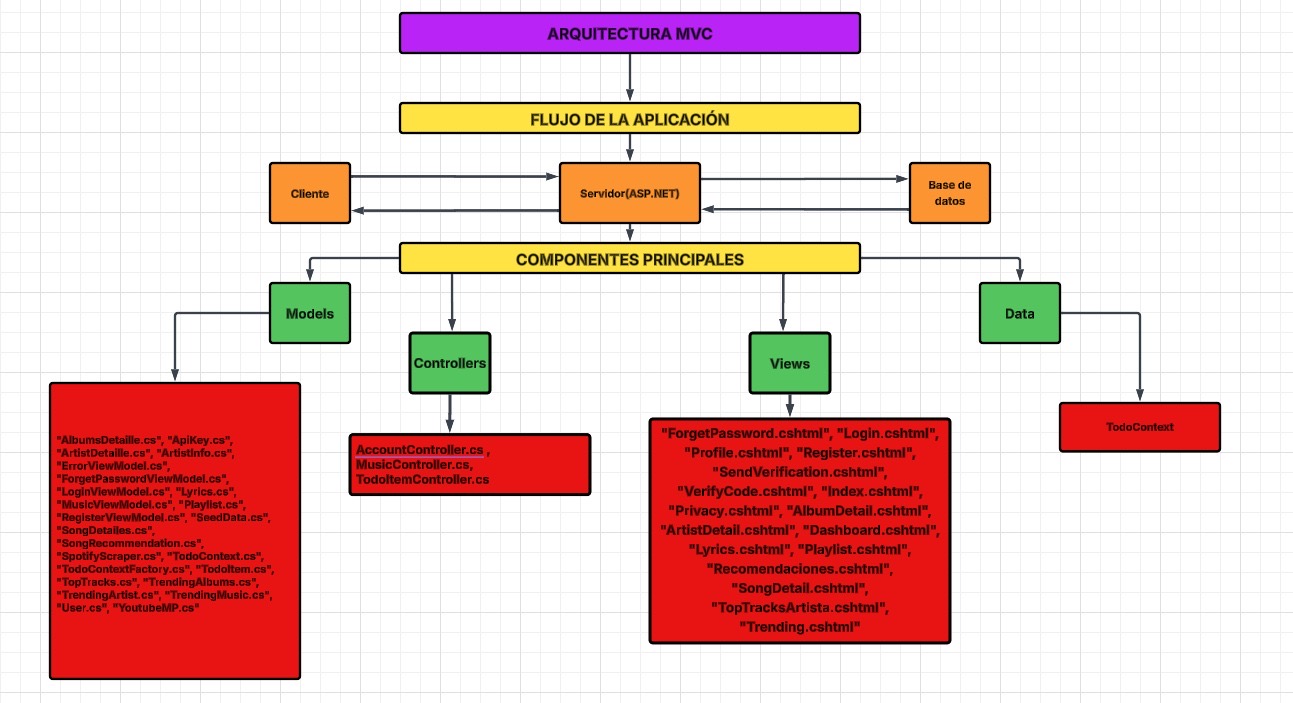 ARQUITECTURA MVC
FLUJO DE LA APLICACIÓN
Cliente
Servidor(ASP.NET)
Base de
datos
COMPONENTES PRINCIPALES
Models
Controllers
Views
Data
"AlbumsDetaille.cs", "ApiKey.cs",
"ArtistDetaille.cs", "ArtistInfo.cs",
"ErrorViewModel.cs",
"ForgetPasswordViewModel.cs",
"LoginViewModel.cs", "Lyrics.cs",
"MusicViewModel.cs", "Playlist.cs",
"RegisterViewModel.cs", "SeedData.cs",
"SongDetailes.cs",
"SongRecommendation.cs",
"SpotifyScraper.cs", "TodoContext.cs",
"TodoContextFactory.cs", "TodoItem.cs",
"TopTracks.cs", "TrendingAlbums.cs",
"TrendingArtist.cs", "TrendingMusic.cs",
"User.cs", "YoutubeMP.cs"
AccountController.cs ,
MusicController.cs,
TodoItemController.cs
"ForgetPassword.cshtml", "Login.cshtml",
"Profile.cshtml", "Register.cshtml",
"SendVerification.cshtml",
"VerifyCode.cshtml", "Index.cshtml",
"Privacy.cshtml", "AlbumDetail.cshtml",
"ArtistDetail.cshtml", "Dashboard.cshtml",
"Lyrics.cshtml", "Playlist.cshtml",
"Recomendaciones.cshtml",
"SongDetail.cshtml",
"TopTracksArtista.cshtml",
"Trending.cshtml"
TodoContext